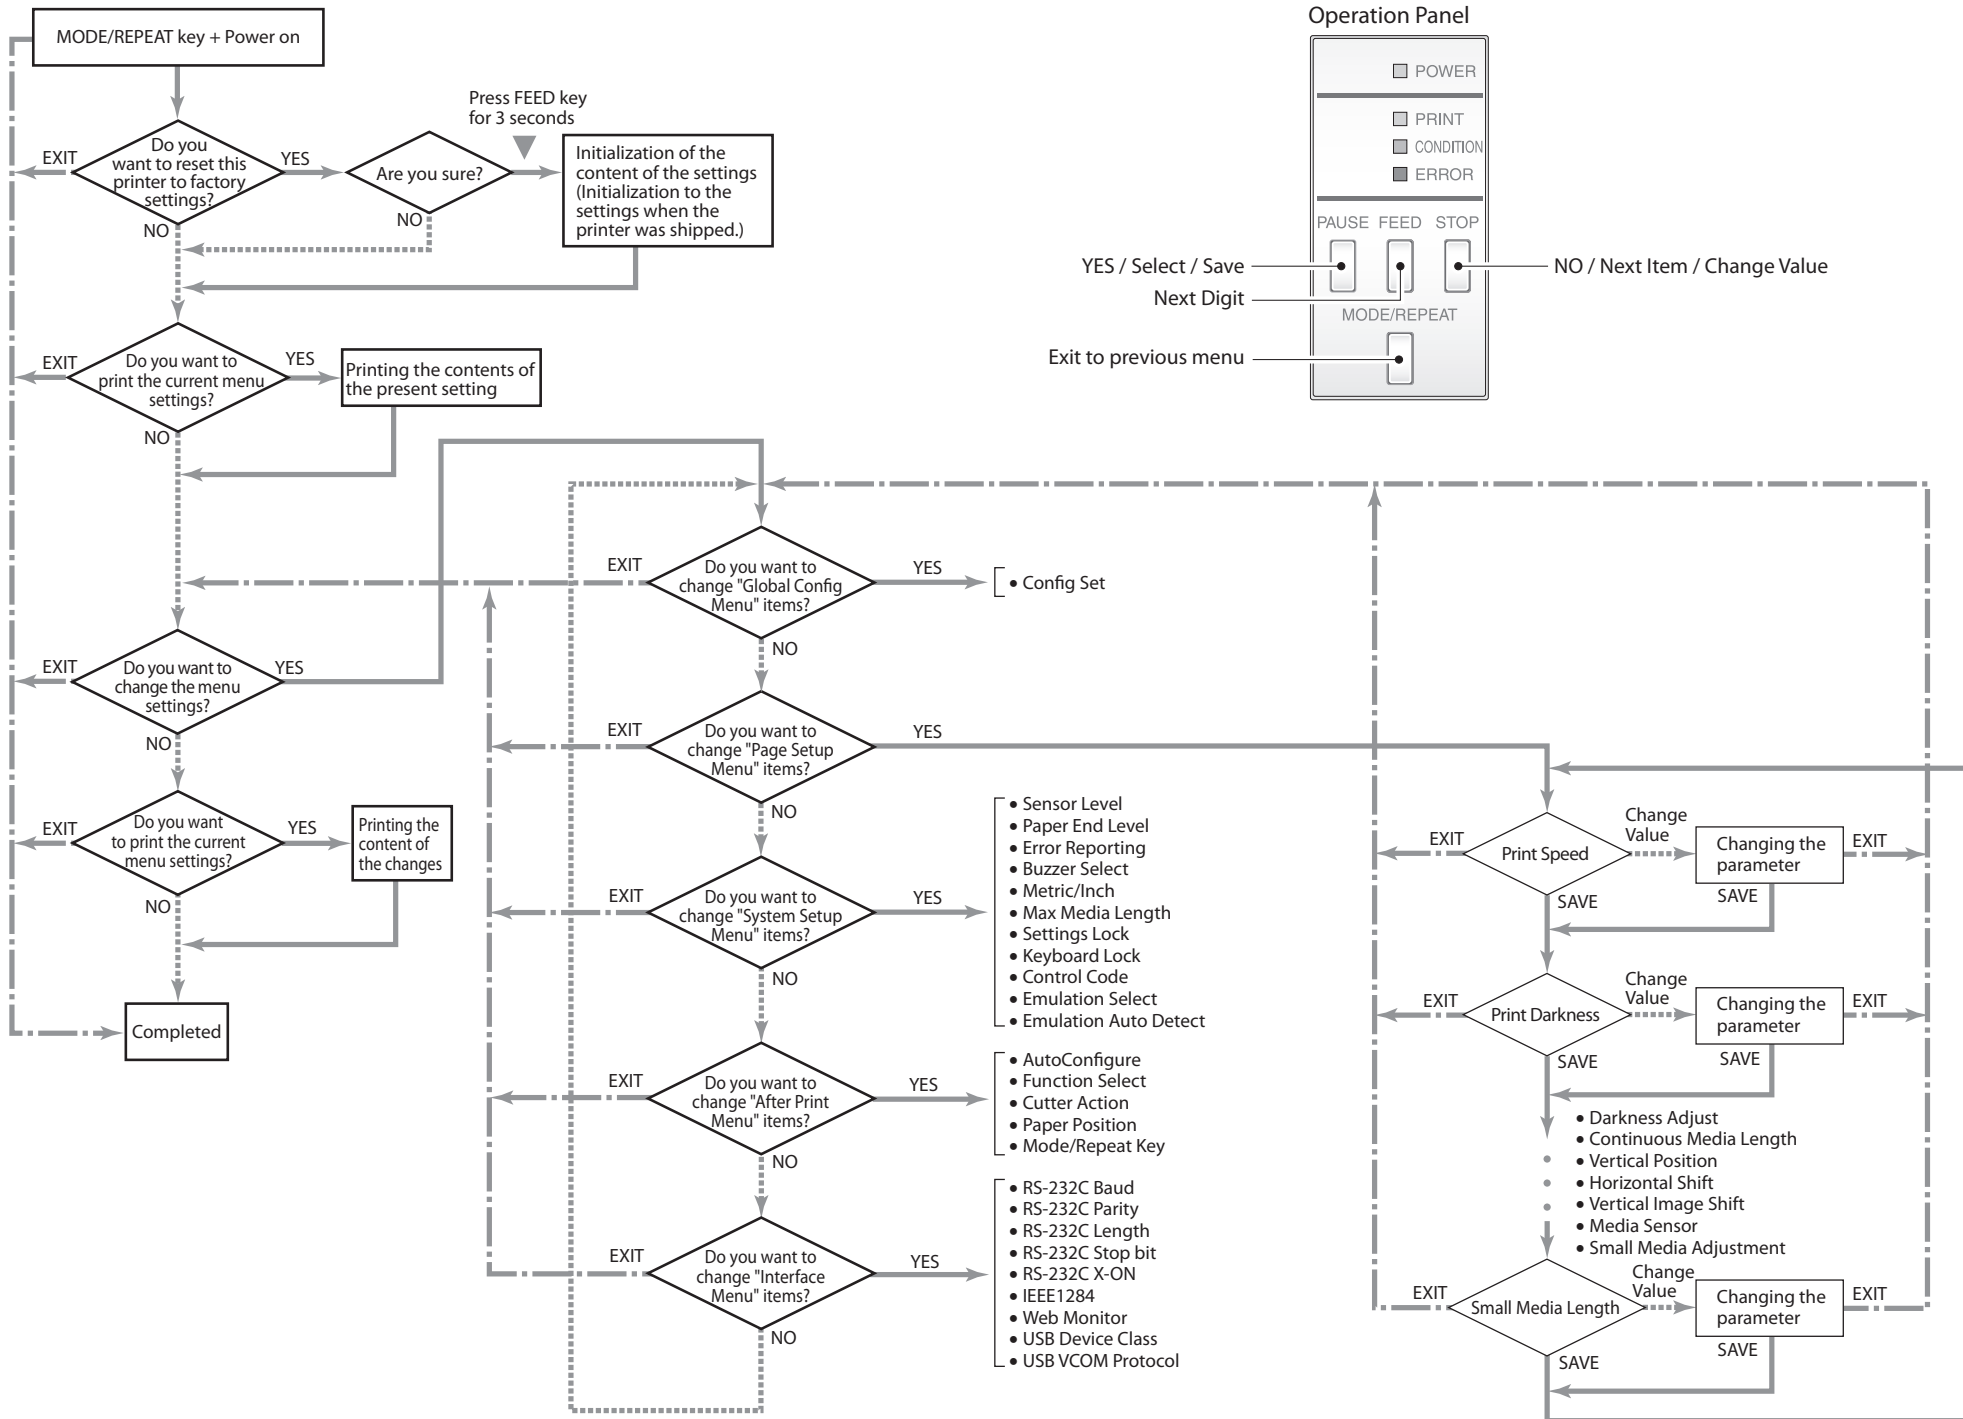 MODE/REPEAT key + Power on
Do you
want to reset this
printer to factory
settings?
EXIT
YES
NO
Are you sure?
NO
Press FEED key
for 3 seconds
Initialization of the
content of the settings
(Initialization to the
settings when the
printer was shipped.)
Do you want to
print the current menu
settings?
EXIT
YES
NO
Printing the contents of
the present setting
Do you want to
change the menu
settings?
EXIT
YES
NO
Do you want
to print the current
menu settings?
EXIT
YES
NO
Printing the
content of
the changes
Completed
Operation Panel
POWER
PRINT
CONDITION
ERROR
PAUSE FEED STOP
MODE/REPEAT
YES / Select / Save
Next Digit
Exit to previous menu
NO / Next Item / Change Value
Do you want to
change "Global Config
Menu" items?
EXIT
YES
NO
• Config Set
Do you want to
change "Page Setup
Menu" items?
EXIT
YES
NO
Do you want to
change "System Setup
Menu" items?
EXIT
YES
NO
• Sensor Level
• Paper End Level
• Error Reporting
• Buzzer Select
• Metric/Inch
• Max Media Length
• Settings Lock
• Keyboard Lock
• Control Code
• Emulation Select
• Emulation Auto Detect
Do you want to
change "After Print
Menu" items?
EXIT
YES
NO
• AutoConfigure
• Function Select
• Cutter Action
• Paper Position
• Mode/Repeat Key
Do you want to
change "Interface
Menu" items?
EXIT
YES
NO
• RS-232C Baud
• RS-232C Parity
• RS-232C Length
• RS-232C Stop bit
• RS-232C X-ON
• IEEE1284
• Web Monitor
• USB Device Class
• USB VCOM Protocol
Print Speed
EXIT
Change
Value
Changing the
parameter
EXIT
SAVE
SAVE
Print Darkness
EXIT
Change
Value
Changing the
parameter
EXIT
SAVE
SAVE
• Darkness Adjust
• Continuous Media Length
• Vertical Position
• Horizontal Shift
• Vertical Image Shift
• Media Sensor
• Small Media Adjustment
Small Media Length
EXIT
Change
Value
Changing the
parameter
EXIT
SAVE
SAVE